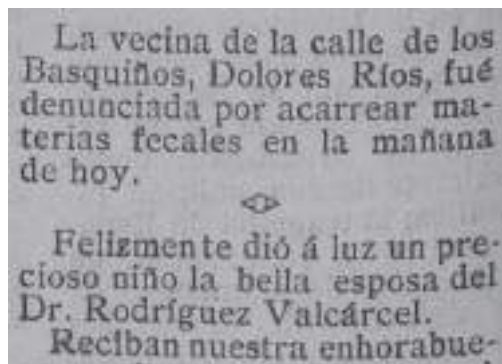 La vecina de la calle de los
Basquiños, Dolores Ríos, fué
denunciada por acarrear ma-
terias fecales en la mañana
de hoy.
Felizmente dió á luz un pre-
cioso niño la bella esposa del
Dr. Rodríguez Valcárcel.
Reciban nuestra enhorabue-